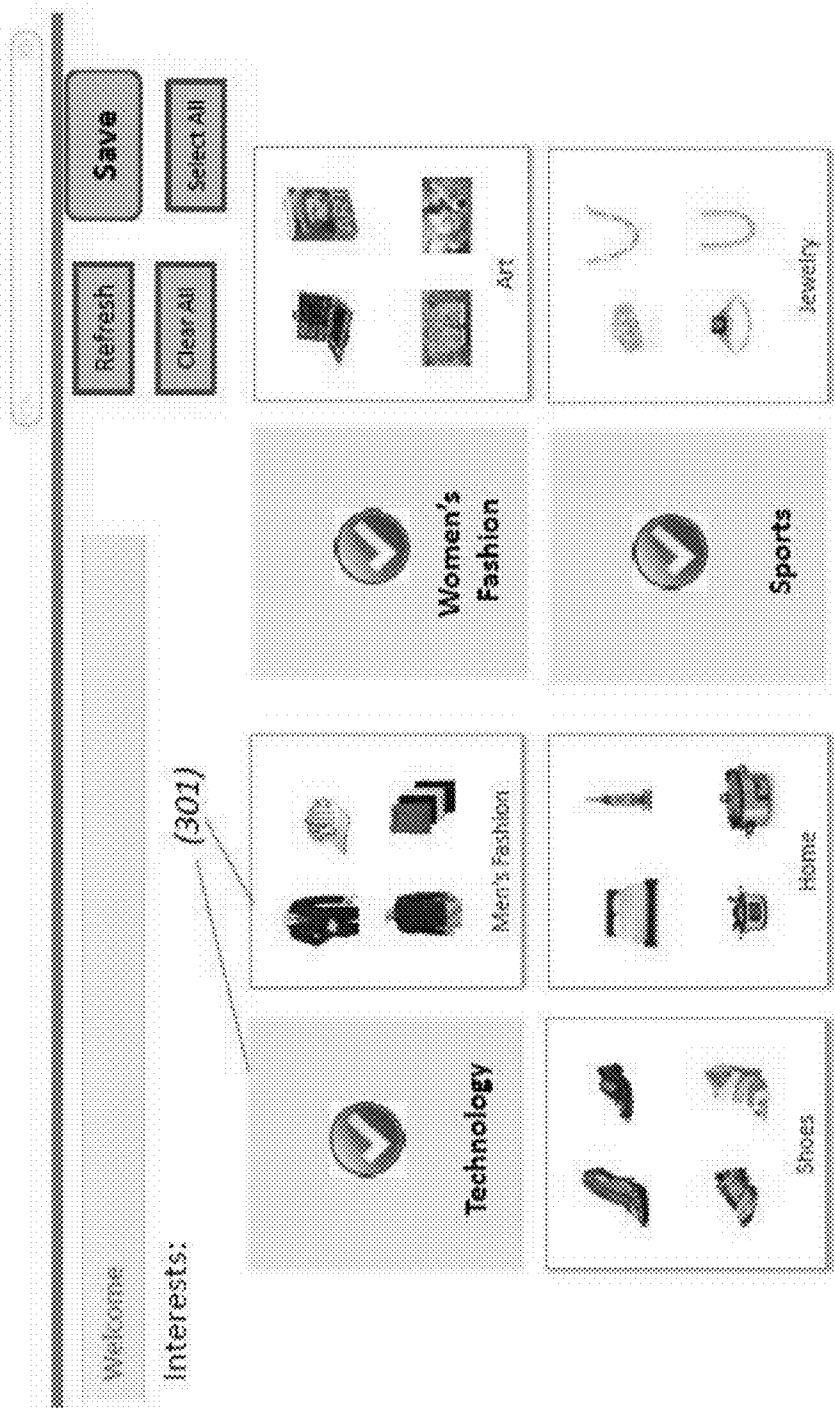 Refresh
Save
Clear All
Select All
Welcome
Interests:
(301)
Technology
Men's Fashion
Women's
Fashion
Art
Shoes
Home
Sports
Jewelry